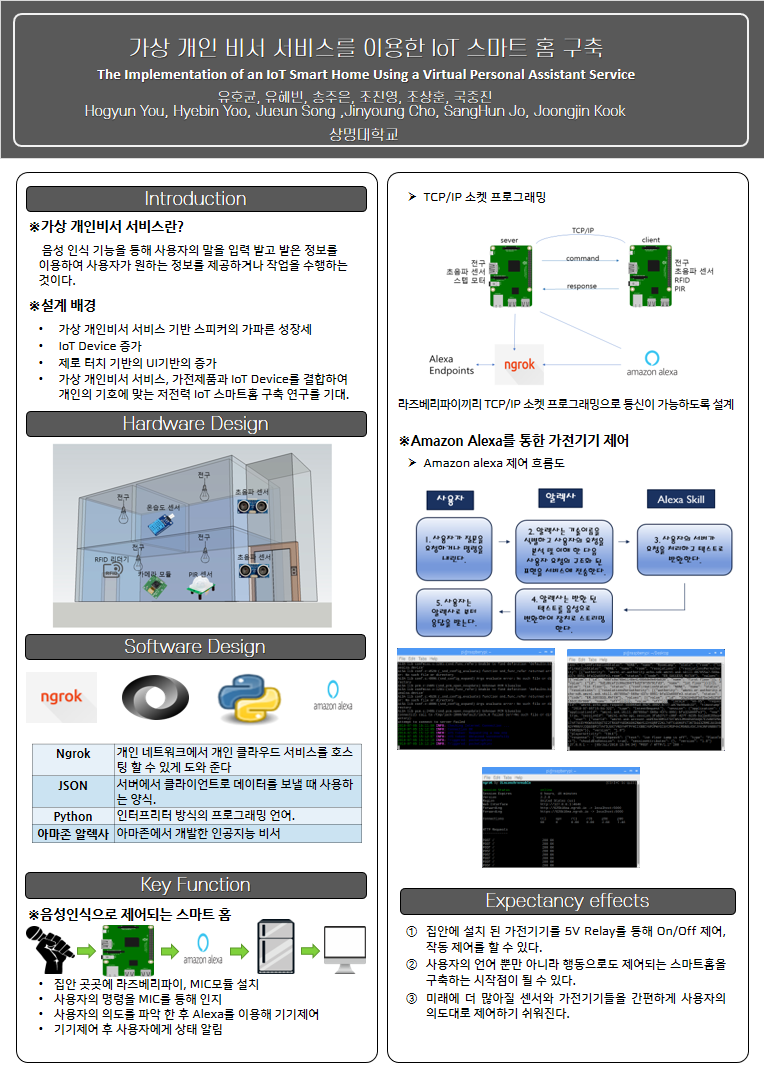 가상 개인 비서 서비스를 이용한 IoT 스마트 홈 구축
The Implementation of an IoT Smart Home Using a Virtual Personal Assistant Service
유호균, 유혜빈, 송주은, 조진영, 조상훈, 국중진
Hogyun You, Hyebin Yoo, Jueun Song ,Jinyoung Cho, SangHun Jo, Joongjin Kook
상명대학교
Introduction
※가상 개인비서 서비스란?
음성 인식 기능을 통해 사용자의 말을 입력 받고 받은 정보를
이용하여 사용자가 원하는 정보를 제공하거나 작업을 수행하는
것이다.
※설계 배경
• 가상 개인비서 서비스 기반 스피커의 가파른 성장세
• IoT Device 증가
• 제로 터치 기반의 UI기반의 증가
• 가상 개인비서 서비스, 가전제품과 IoT Device를 결합하여
개인의 기호에 맞는 저전력 IoT 스마트홈 구축 연구를 기대.
Hardware Design
전구
전구
초음파 센서
온습도 센서
전구
전구
RFID 리더기
초음파 센서
카메라 모듈
PIR 센서
Software Design
ngrok
amazon alexa
Ngrok 개인 네트워크에서 개인 클라우드 서비스를 호스
팅 할 수 있게 도와 준다
JSON 서버에서 클라이언트로 데이터를 보낼 때 사용하
는 양식.
Python 인터프리터 방식의 프로그래밍 언어.
아마존 알렉사 아마존에서 개발한 인공지능 비서
Key Function
※음성인식으로 제어되는 스마트 홈
amazon alexa
• 집안 곳곳에 라즈베리파이, MIC모듈 설치
• 사용자의 명령을 MIC를 통해 인지
• 사용자의 의도를 파악 한 후 Alexa를 이용해 기기제어
• 기기제어 후 사용자에게 상태 알림
➢ TCP/IP 소켓 프로그래밍
TCP/IP
sever
client
command
response
전구
초음파 센서
스텝 모터
전구
초음파 센서
RFID
PIR
Alexa
Endpoints
ngrok
amazon alexa
라즈베리파이끼리 TCP/IP 소켓 프로그래밍으로 통신이 가능하도록 설계
※Amazon Alexa를 통한 가전기기 제어
➢ Amazon alexa 제어 흐름도
사용자
알렉사
Alexa Skill
1. 사용자가 질문을
요청하거나 명령을
내린다.
2. 알렉사는 기술이름을
식별하고 사용자의 요청을
분석 및 이해 한 다음
사용자 요청의 구조화 된
표현을 서비스에 전송한다.
3. 사용자의 서버가
요청을 처리하고 텍스트로
반환한다.
5. 사용자는
알렉사로 부터
응답을 받는다.
4. 알렉사는 반환 된
텍스트를 음성으로
변환하여 장치로 스트리밍
한다.
Expectancy effects
① 집안에 설치 된 가전기기를 5V Relay를 통해 On/Off 제어,
작동 제어를 할 수 있다.
② 사용자의 언어 뿐만 아니라 행동으로도 제어되는 스마트홈을
구축하는 시작점이 될 수 있다.
③ 미래에 더 많아질 센서와 가전기기들을 간편하게 사용자의
의도대로 제어하기 쉬워진다.